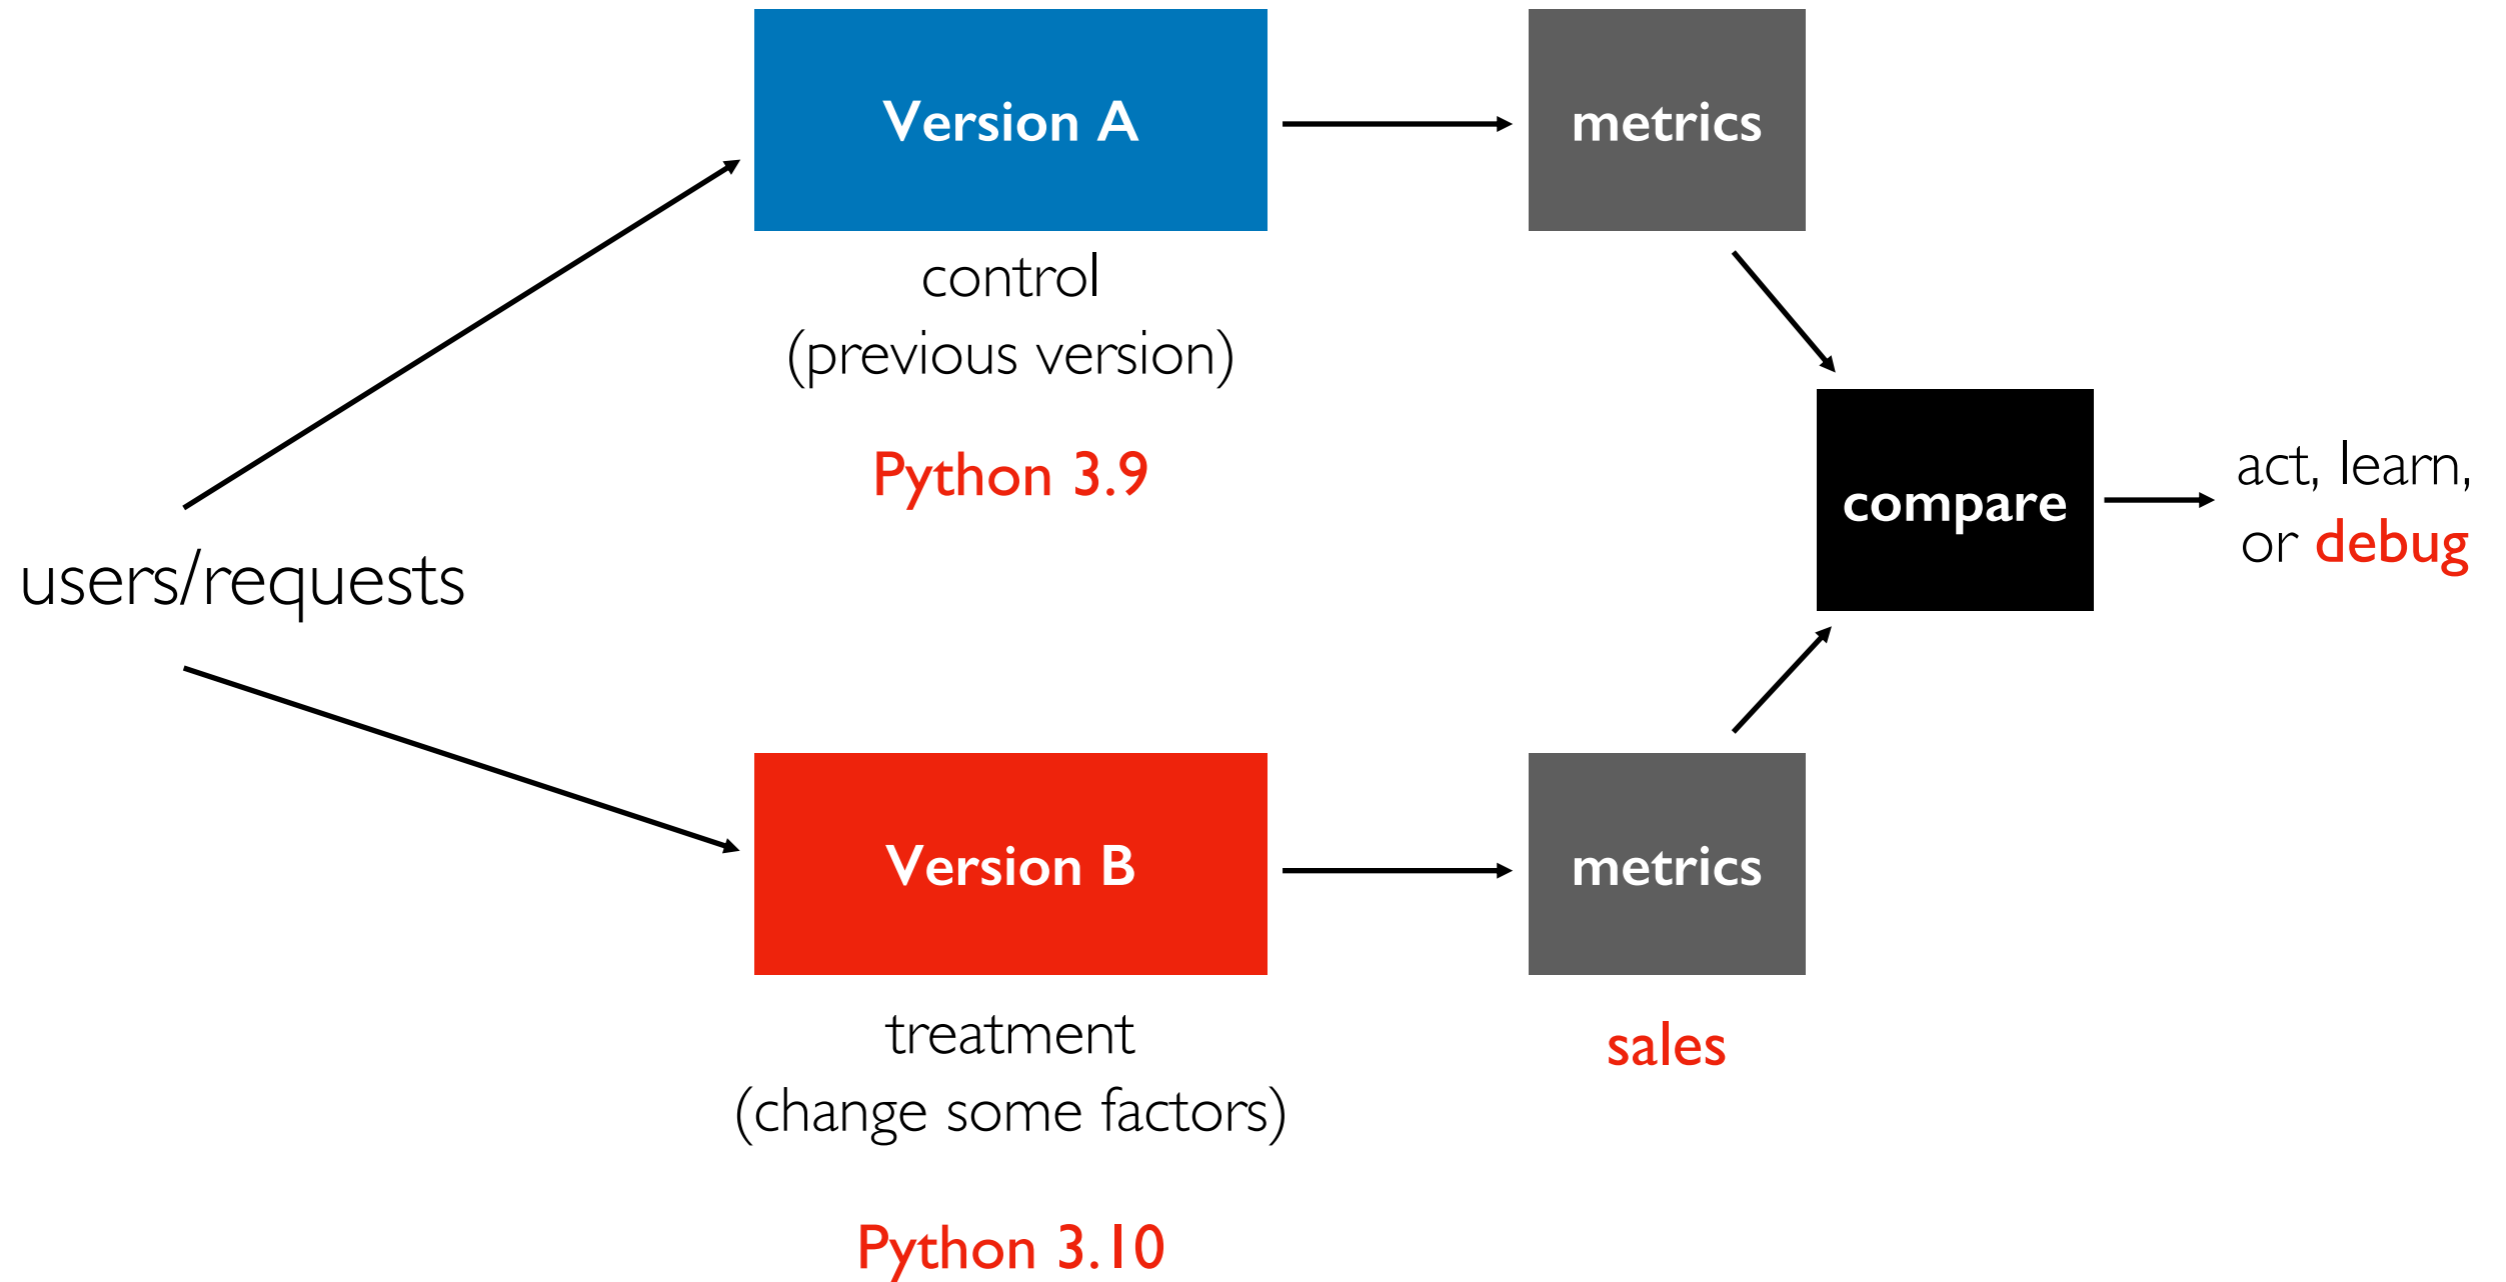 Version A
metrics
control
(previous version)
Python 3.9
users/requests
compare
act, learn,
or debug
Version B
metrics
treatment
(change some factors)
sales
Python 3.10